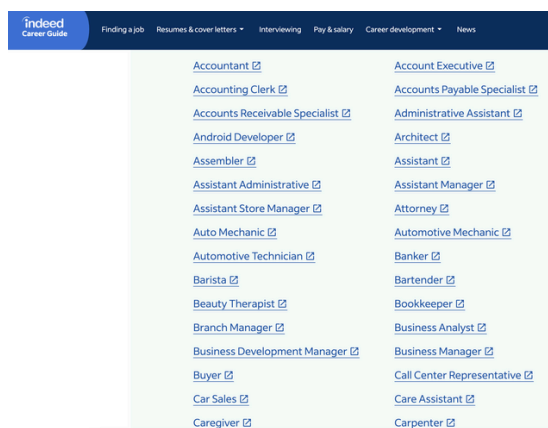 indeed
Career Guide
Finding a job
Resumes & cover letters
Interviewing
Pay & salary
Career development
News
Accountant
Account Executive
Accounting Clerk
Accounts Payable Specialist
Accounts Receivable Specialist
Administrative Assistant
Android Developer
Architect
Assembler
Assistant
Assistant Administrative
Assistant Manager
Assistant Store Manager
Attorney
Auto Mechanic
Automotive Mechanic
Automotive Technician
Banker
Barista
Bartender
Beauty Therapist
Bookkeeper
Branch Manager
Business Analyst
Business Development Manager
Business Manager
Buyer
Call Center Representative
Car Sales
Care Assistant
Caregiver
Carpenter